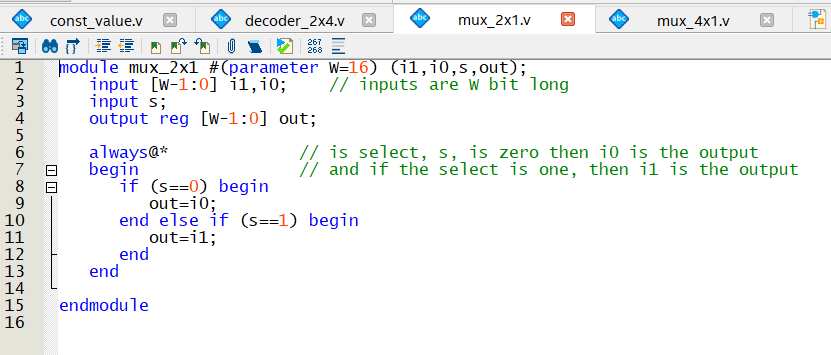 const_value.v decoder_2x4.v mux_2x1.v mux_4x1.v
267
268
1 module mux_2x1 #(parameter W=16) (i1,i0,s,out);
2 input [W-1:0] i1,i0; // inputs are W bit long
3 input s;
4 output reg [W-1:0] out;
5
6 always@* // is select, s, is zero then i0 is the output
7 begin // and if the select is one, then i1 is the output
8 if (s==0) begin
9 out=i0;
10 end else if (s==1) begin
11 out=i1;
12 end
13 end
14
15 endmodule
16